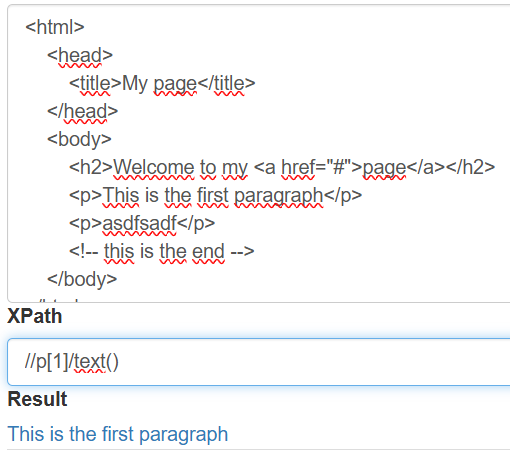 <html>
<head>
<title>My page</title>
</head>
<body>
<h2>Welcome to my <a href="#">page</a></h2>
<p>This is the first paragraph</p>
<p>asdfsadf</p>
<!-- this is the end -->
</body>
XPath
//p[1]/text()
Result
This is the first paragraph